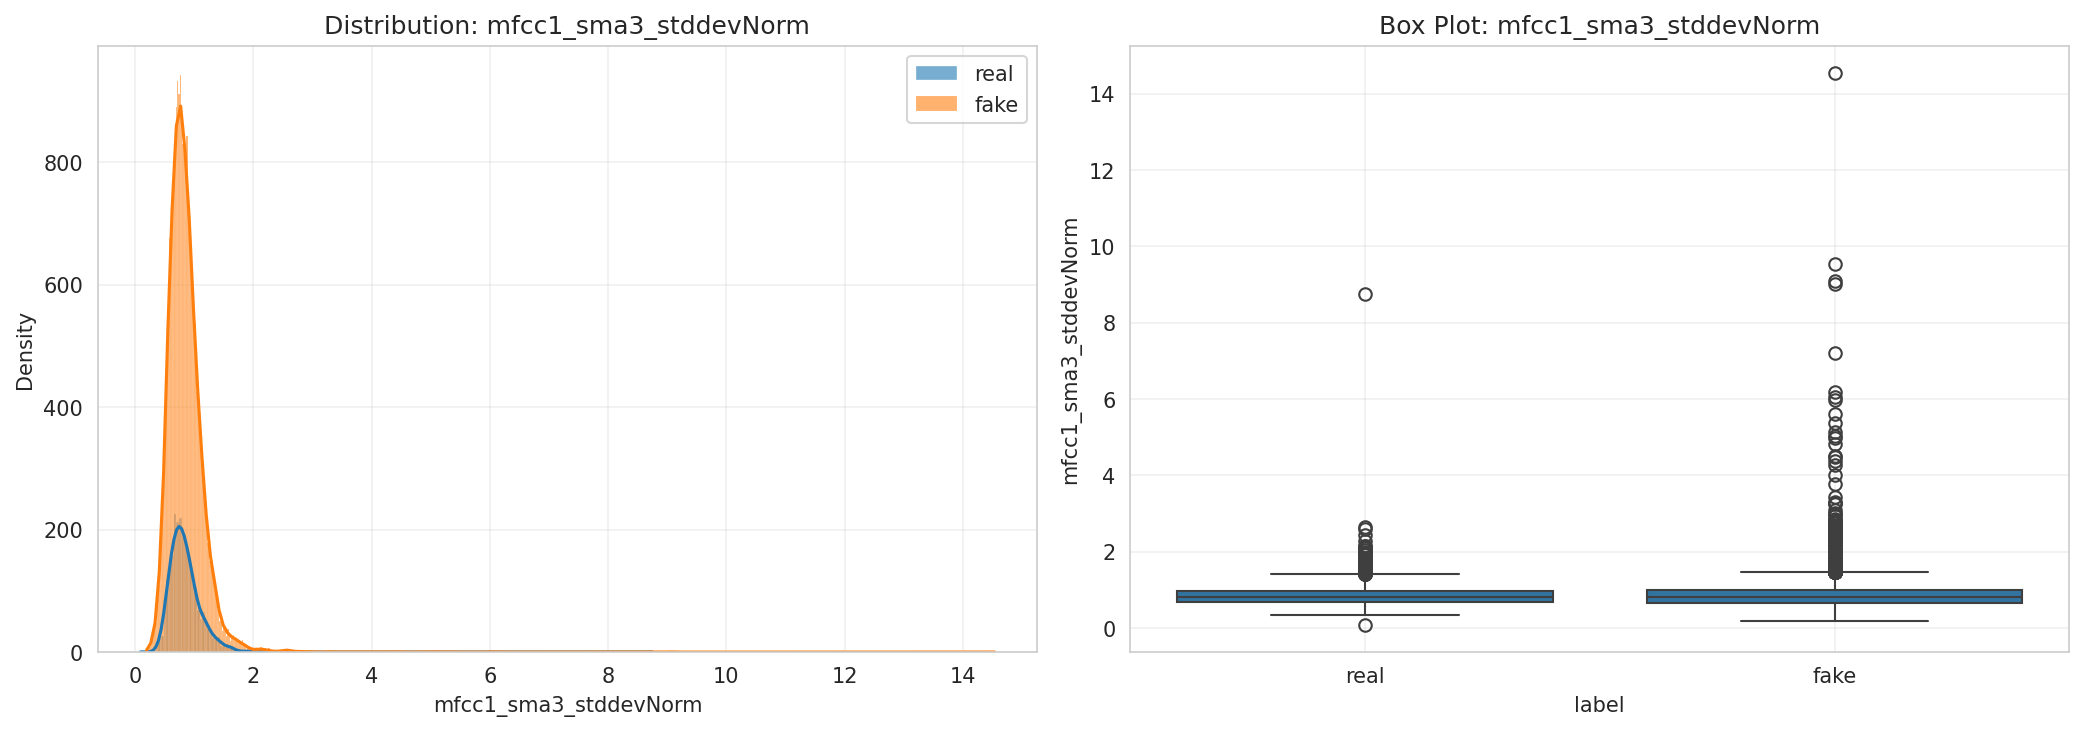 Distribution: mfcc1_sma3_stddevNorm
real
fake
Density
800
600
400
200
0
0 2 4 6 8 10 12 14
mfcc1_sma3_stddevNorm
Box Plot: mfcc1_sma3_stddevNorm
mfcc1_sma3_stddevNorm
14
12
10
8
6
4
2
0
real fake
label